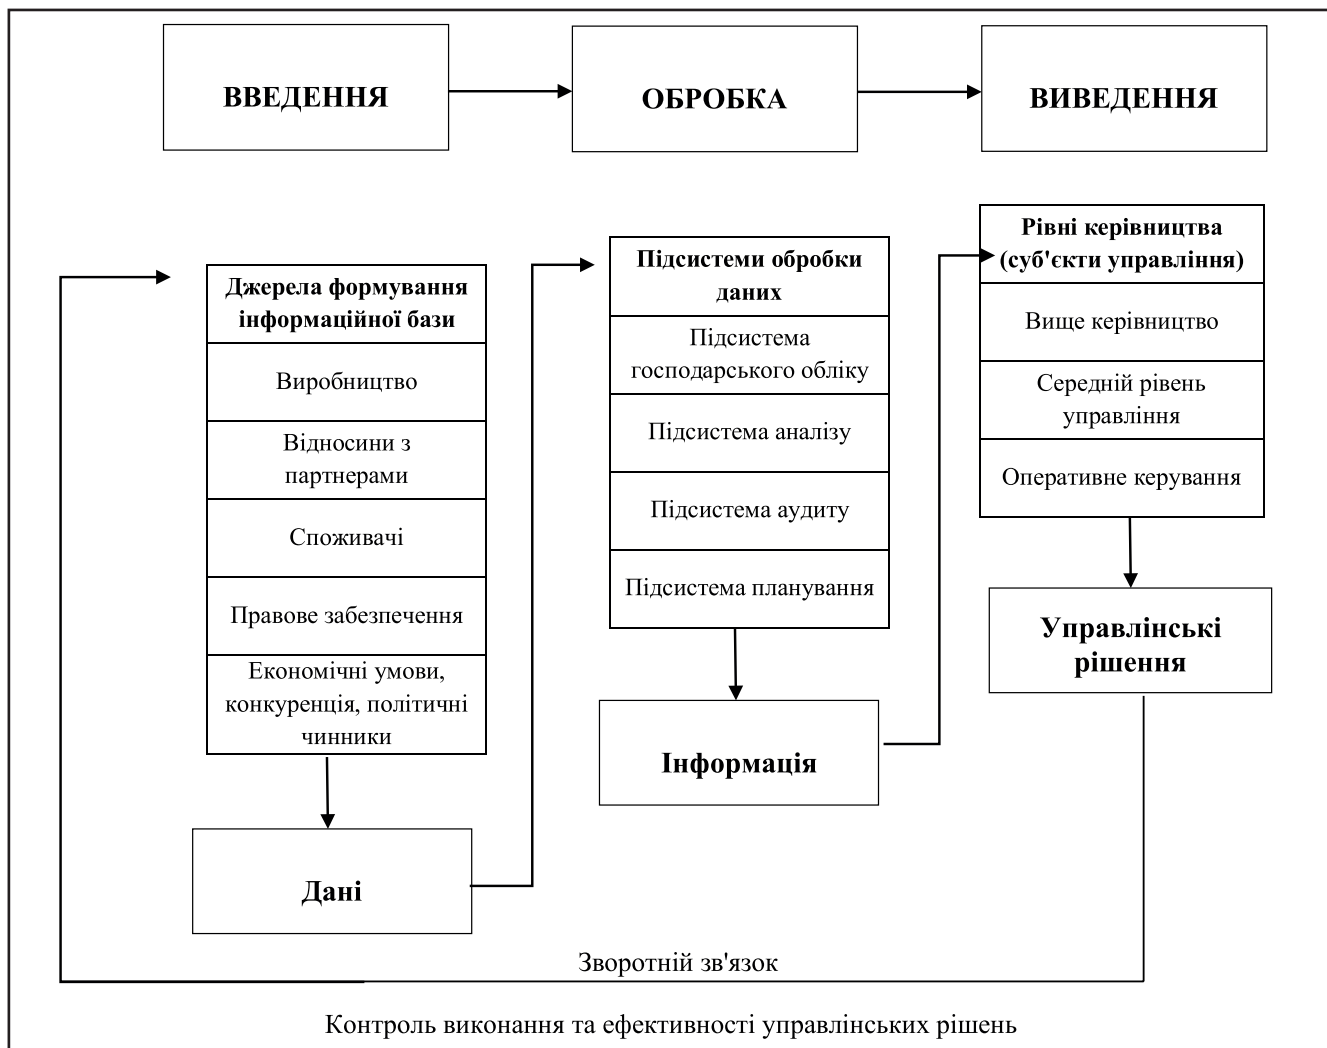 ВВЕДЕННЯ
ОБРОБКА
ВИВЕДЕННЯ
Джерела формування
інформаційної бази
Виробництво
Відносини з
партнерами
Споживачі
Правове забезпечення
Економічні умови,
конкуренція, політичні
чинники
Дані
Підсистеми обробки
даних
Підсистема
господарського обліку
Підсистема аналізу
Підсистема аудиту
Підсистема планування
Інформація
Рівні керівництва
(суб'єкти управління)
Вище керівництво
Середній рівень
управління
Оперативне керування
Управлінські
рішення
Зворотній зв'язок
Контроль виконання та ефективності управлінських рішень